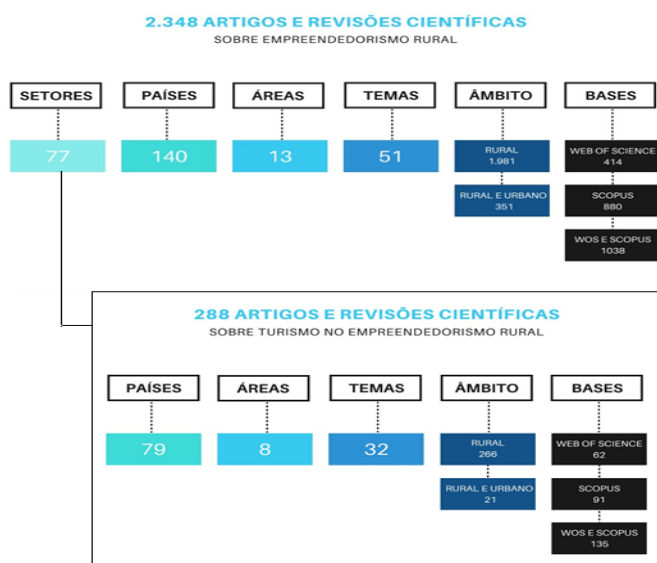 2.348 ARTIGOS E REVISÕES CIENTÍFICAS
SOBRE EMPREENDEDORISMO RURAL
SETORES PAÍSES ÁREAS TEMAS ÂMBITO BASES
77 140 13 51 RURAL 1.981 WEB OF SCIENCE 414
RURAL E URBANO 351 SCOPUS 880
WOS E SCOPUS 1038
288 ARTIGOS E REVISÕES CIENTÍFICAS
SOBRE TURISMO NO EMPREENDEDORISMO RURAL
PAÍSES ÁREAS TEMAS ÂMBITO BASES
79 8 32 RURAL 266 WEB OF SCIENCE 62
RURAL E URBANO 21 SCOPUS 91
WOS E SCOPUS 135